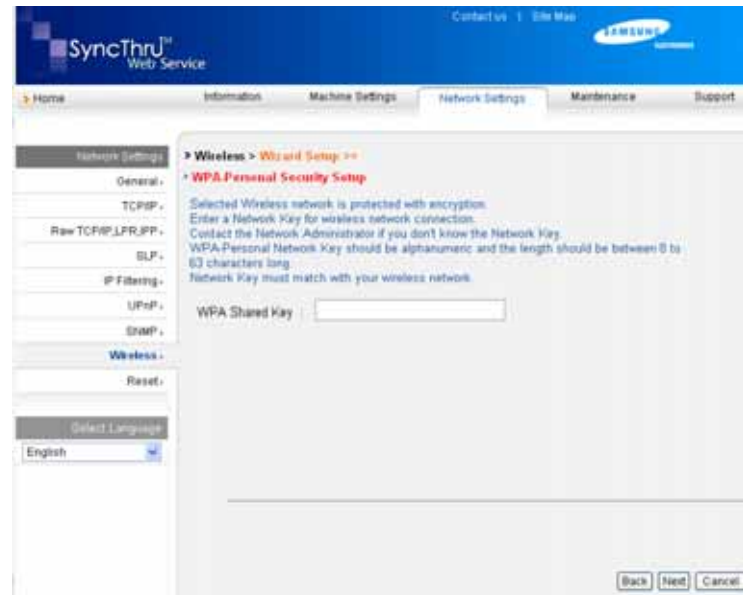 Contact us | Site Map
SAMSUNG
ELECTRONICS
SyncThru™
Web Service
> Home
Information
Machine Settings
Network Settings
Maintenance
Support
Network Settings
General
TCP/IP
Raw TCP/IP,LPR,IPP
SLP
IP Filtering
UPnP
SNMP
Wireless
Reset
Select Language
English
> Wireless > Wizard Setup >>
WPA-Personal Security Setup
Selected Wireless network is protected with encryption.
Enter a Network Key for wireless network connection.
Contact the Network Administrator if you don't know the Network Key.
WPA-Personal Network Key should be alphanumeric and the length should be between 8 to
63 characters long.
Network Key must match with your wireless network.
WPA Shared Key :
Back
Next
Cancel